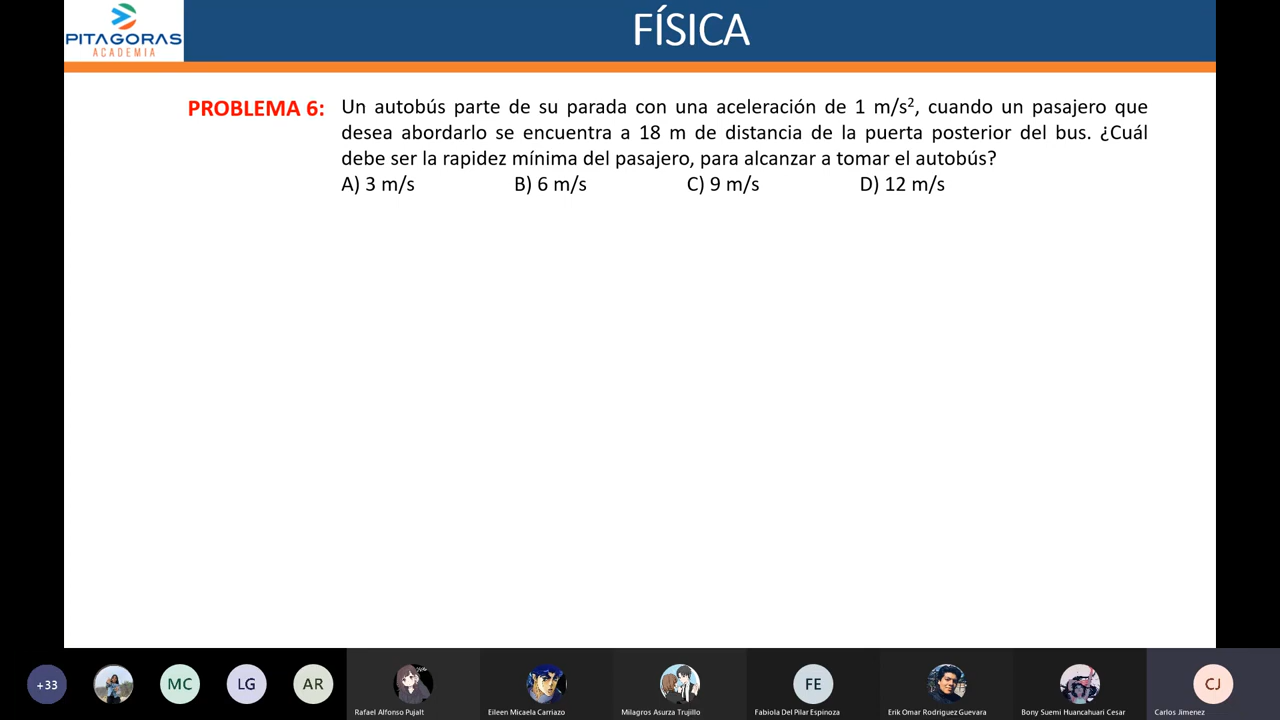 PITAGORAS
ACADEMIA
FÍSICA
PROBLEMA 6: Un autobús parte de su parada con una aceleración de 1 m/s², cuando un pasajero que
desea abordarlo se encuentra a 18 m de distancia de la puerta posterior del bus. ¿Cuál
debe ser la rapidez mínima del pasajero, para alcanzar a tomar el autobús?
A) 3 m/s B) 6 m/s C) 9 m/s D) 12 m/s
+33 MC LG AR FE CJ
Rafael Alfonso Pujalt Eileen Micaela Carriazo Milagros Asurza Trujillo Fabiola Del Pilar Espinoza Erik Omar Rodriguez Guevara Bony Suemi Huancahuari Cesar Carlos Jimenez